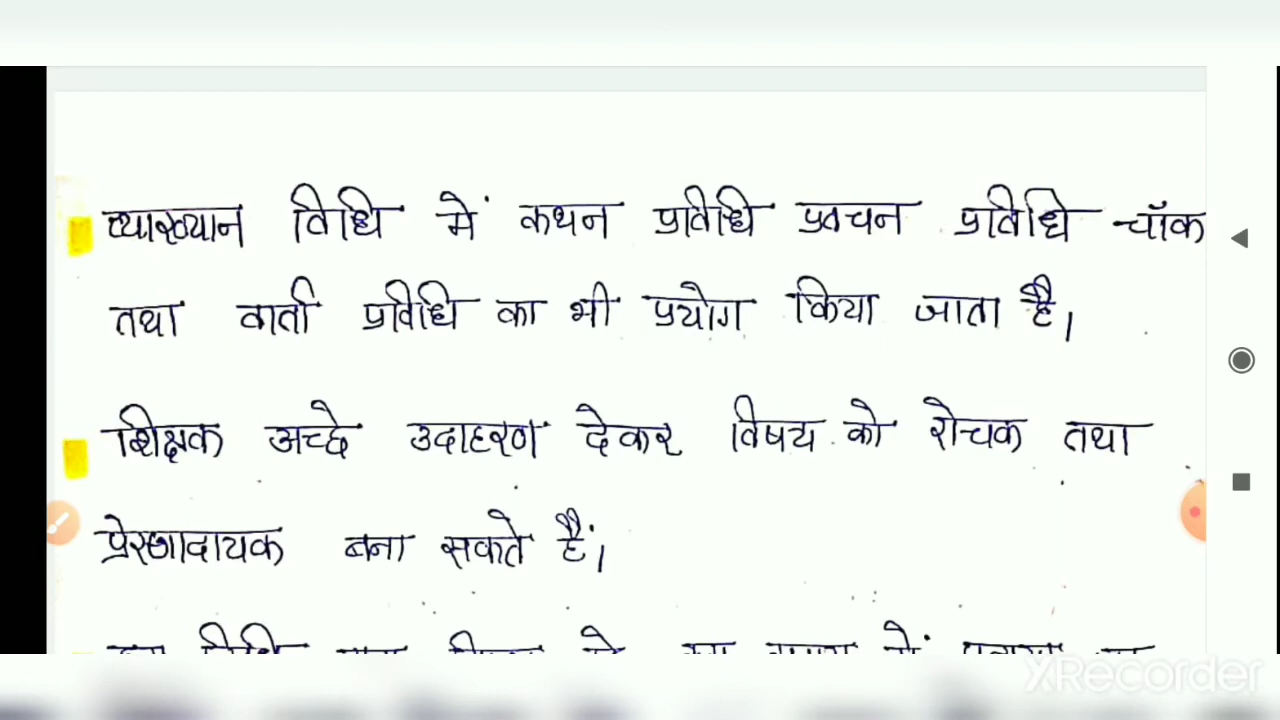 व्याख्यान विधि में कथन प्रविधि प्रवचन प्रविधि चॉक
तथा वार्ता प्रविधि का भी प्रयोग किया जाता है।
शिक्षक अच्छे उदाहरण देकर विषय को रोचक तथा
प्रेरणादायक बना सकते हैं।
XRecorder